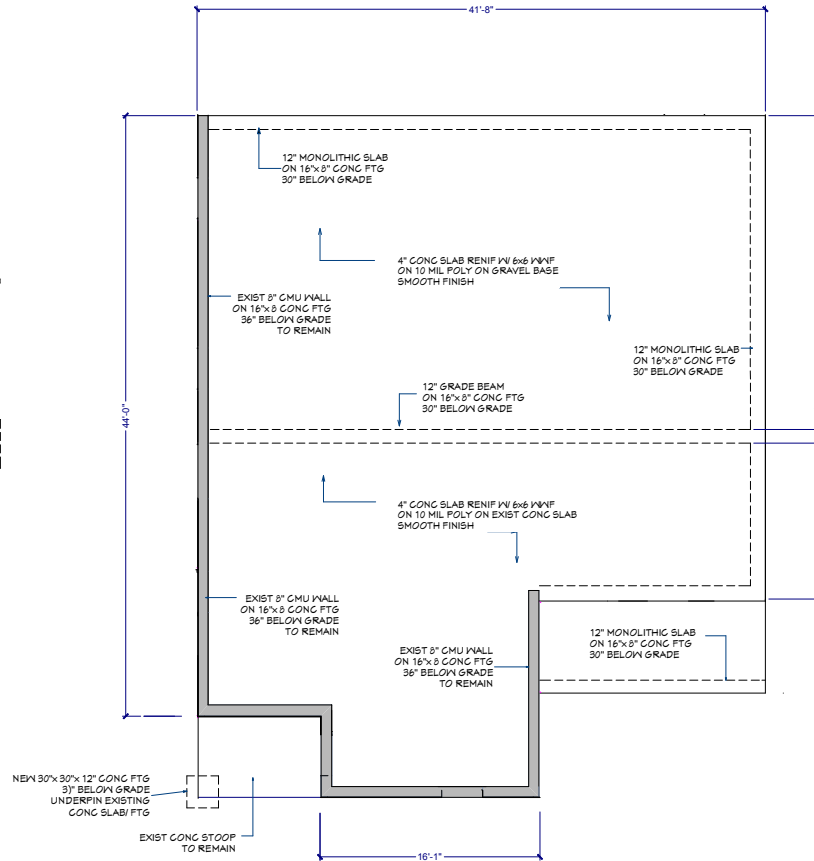 41'-8"
12" MONOLITHIC SLAB
ON 16"x 8" CONC FTG
30" BELOW GRADE
4" CONC SLAB RENIF W/ 6x6 WWF
ON 10 MIL POLY ON GRAVEL BASE
SMOOTH FINISH
EXIST 8" CMU WALL
ON 16"x 8 CONC FTG
36" BELOW GRADE
TO REMAIN
12" MONOLITHIC SLAB
ON 16"x 8" CONC FTG
30" BELOW GRADE
12" GRADE BEAM
ON 16"x 8" CONC FTG
30" BELOW GRADE
44'-0"
4" CONC SLAB RENIF W/ 6x6 WWF
ON 10 MIL POLY ON EXIST CONC SLAB
SMOOTH FINISH
EXIST 8" CMU WALL
ON 16"x 8 CONC FTG
36" BELOW GRADE
TO REMAIN
12" MONOLITHIC SLAB
ON 16"x 8" CONC FTG
30" BELOW GRADE
EXIST 8" CMU WALL
ON 16"x 8 CONC FTG
36" BELOW GRADE
TO REMAIN
NEW 30"x 30"x 12" CONC FTG
3)" BELOW GRADE
UNDERPIN EXISTING
CONC SLAB/ FTG
EXIST CONC STOOP
TO REMAIN
16'-1"